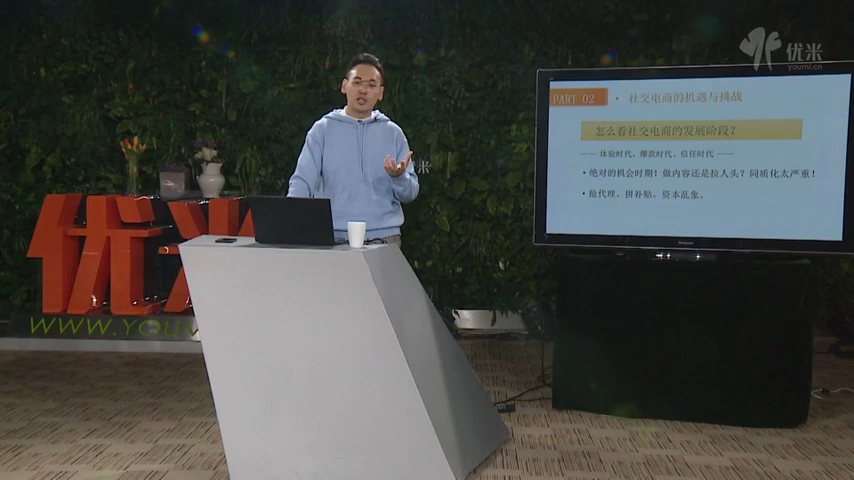 优米
youmi.cn
PART 02 · 社交电商的机遇与挑战
怎么看社交电商的发展阶段？
—— 体验时代、爆款时代、信任时代 ——
• 绝对的机会时期！做内容还是拉人头？同质化太严重！
• 抢代理、拼补贴、资本乱象。
米
优米
WWW.YOUM